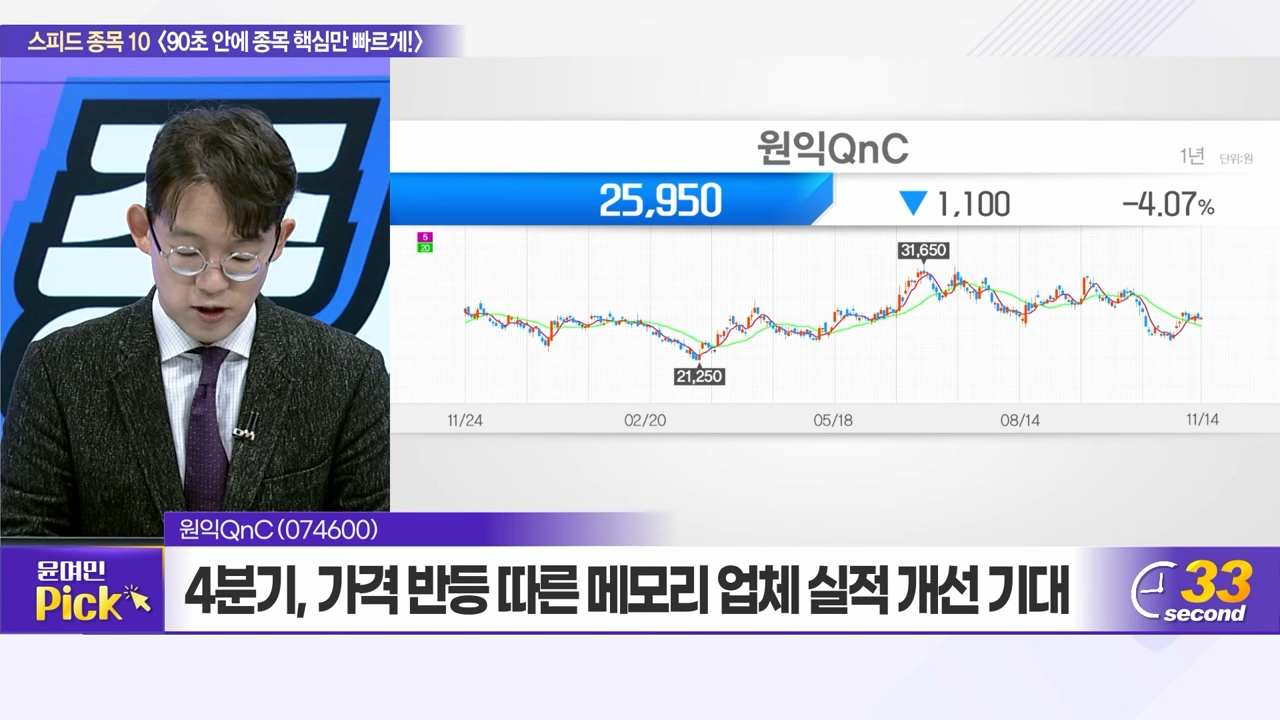 스피드 종목 10 〈90초 안에 종목 핵심만 빠르게!〉
원익QnC
1년 단위:원
25,950 ▼ 1,100 -4.07%
5
20
31,650
21,250
11/24 02/20 05/18 08/14 11/14
원익QnC (074600)
윤여민
Pick
4분기, 가격 반등 따른 메모리 업체 실적 개선 기대
33
second